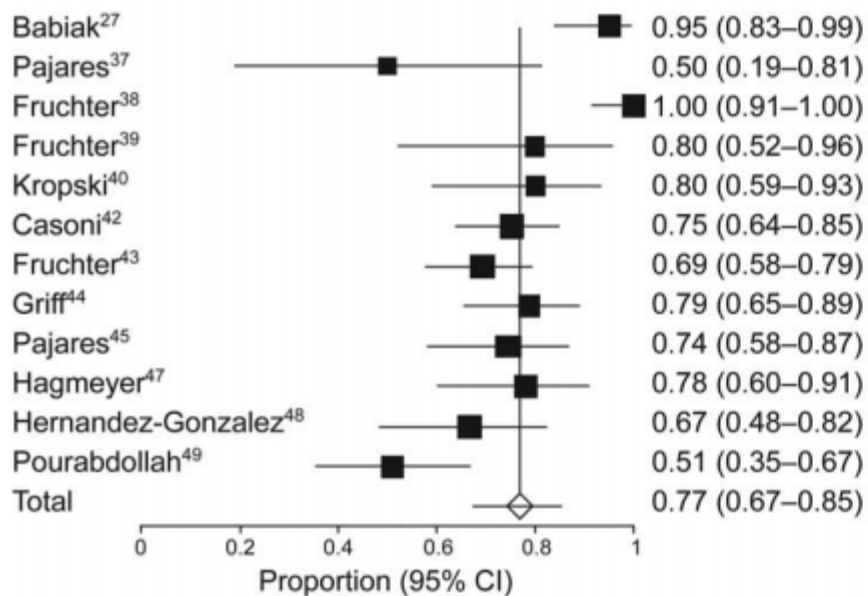 Babiak²⁷ 0.95 (0.83–0.99)
Pajares³⁷ 0.50 (0.19–0.81)
Fruchter³⁸ 1.00 (0.91–1.00)
Fruchter³⁹ 0.80 (0.52–0.96)
Kropski⁴⁰ 0.80 (0.59–0.93)
Casoni⁴² 0.75 (0.64–0.85)
Fruchter⁴³ 0.69 (0.58–0.79)
Griff⁴⁴ 0.79 (0.65–0.89)
Pajares⁴⁵ 0.74 (0.58–0.87)
Hagmeyer⁴⁷ 0.78 (0.60–0.91)
Hernandez-Gonzalez⁴⁸ 0.67 (0.48–0.82)
Pourabdollah⁴⁹ 0.51 (0.35–0.67)
Total 0.77 (0.67–0.85)
0 0.2 0.4 0.6 0.8 1
Proportion (95% CI)